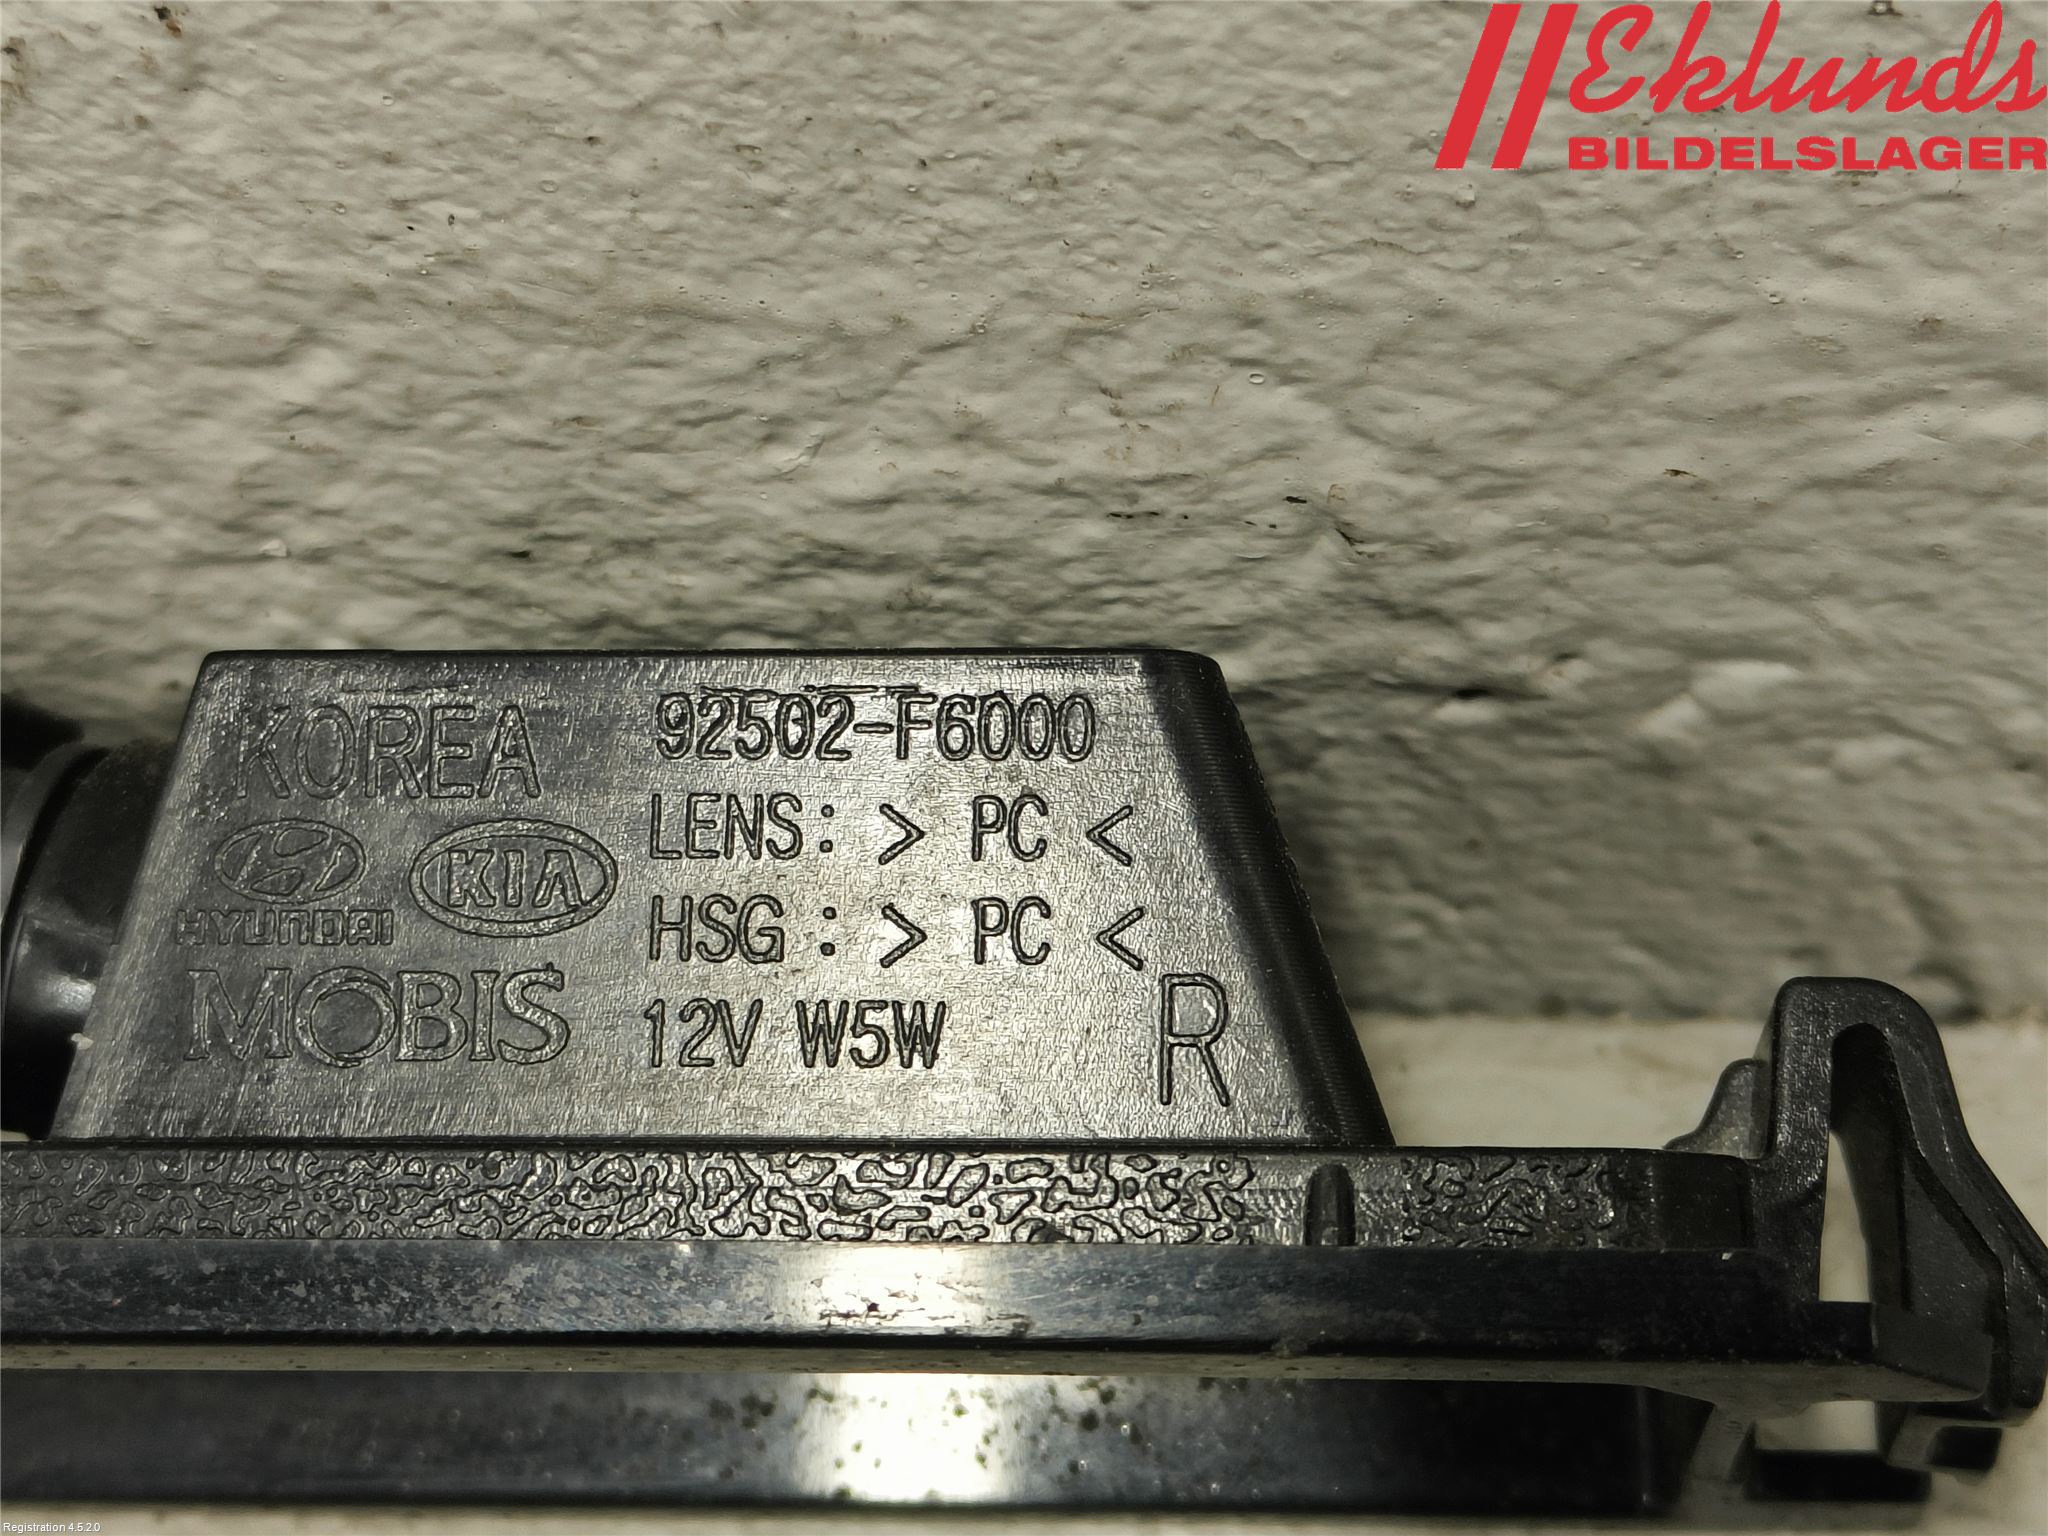 Eklunds
BILDELSLAGER
KOREA
HYUNDAI
KIA
MOBIS
92502-F6000
LENS: > PC <
HSG : > PC <
12V W5W
R
Registration 4.5.2.0